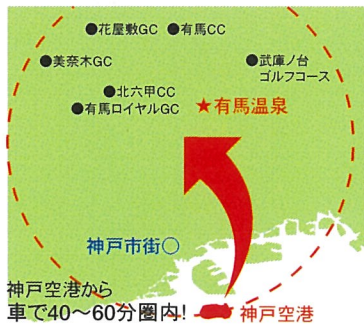 ●花屋敷GC ●有馬CC
●美奈木GC
●武庫ノ台
ゴルフコース
●北六甲CC
●有馬ロイヤルGC
★有馬温泉
神戸市街○
神戸空港から
車で40〜60分圏内!
神戸空港